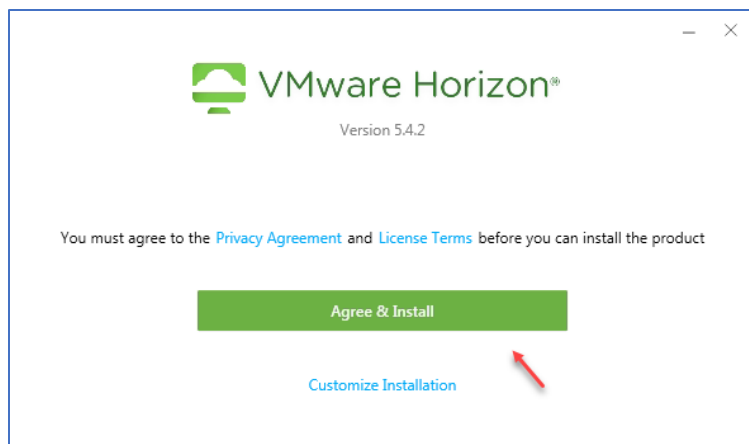 VMware Horizon®
Version 5.4.2
You must agree to the Privacy Agreement and License Terms before you can install the product
Agree & Install
Customize Installation